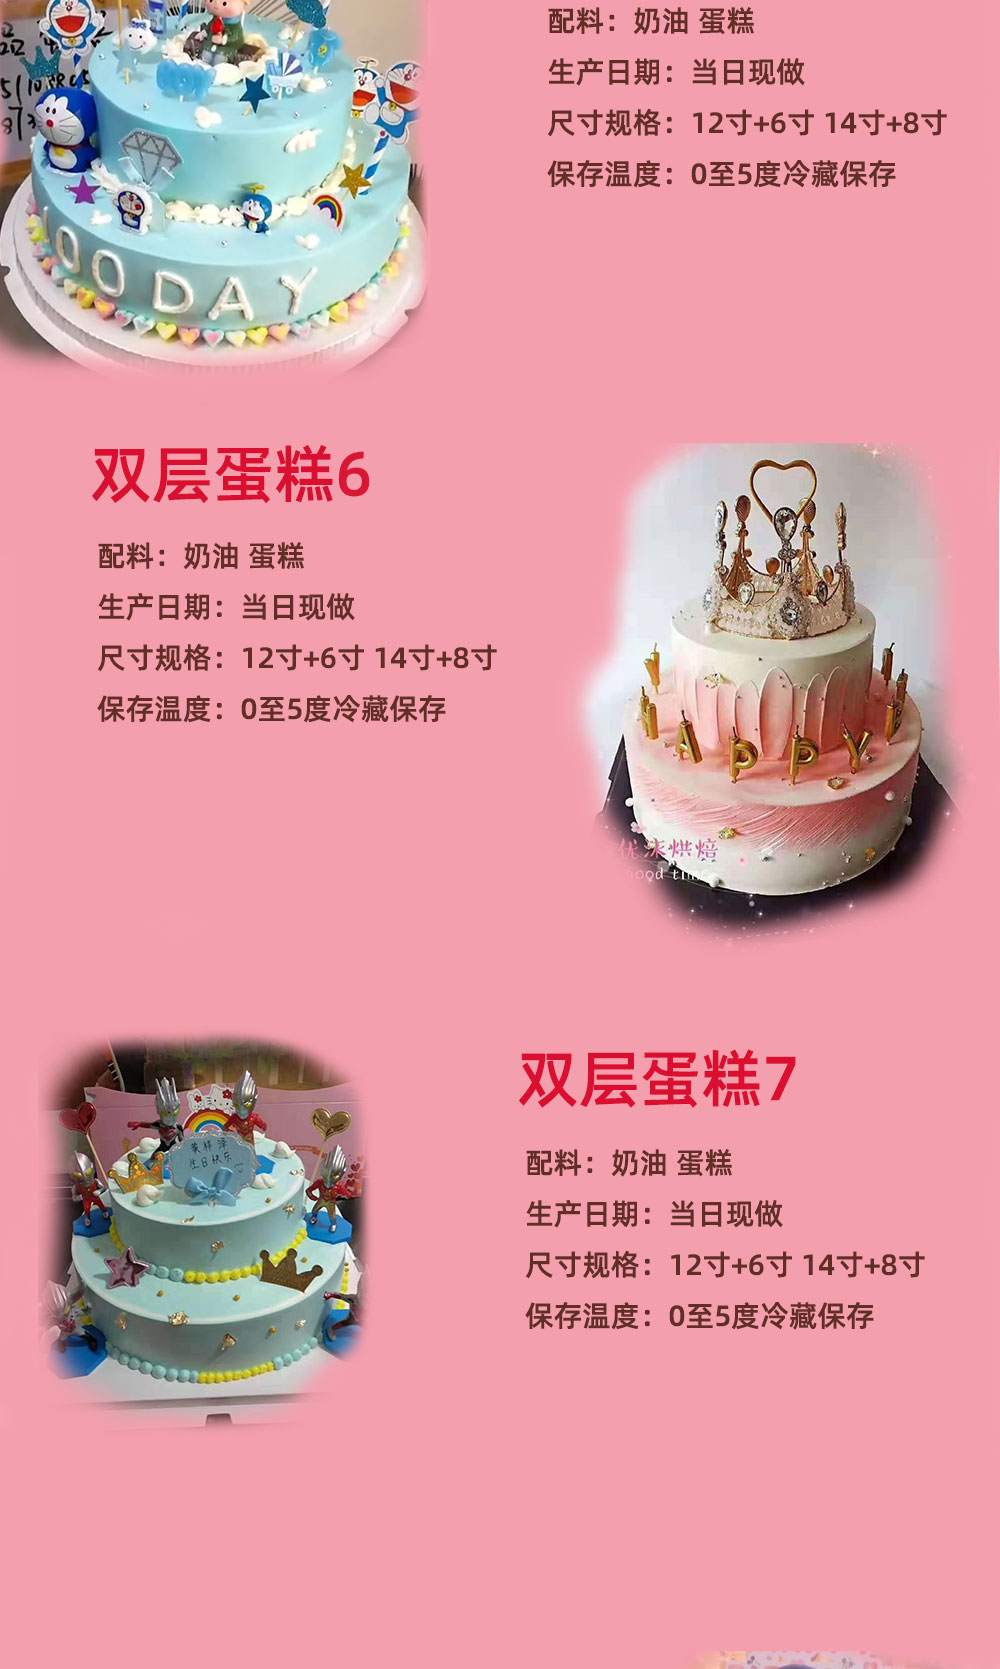 配料：奶油 蛋糕
生产日期：当日现做
尺寸规格：12寸+6寸 14寸+8寸
保存温度：0至5度冷藏保存
OO DAY
双层蛋糕6
配料：奶油 蛋糕
生产日期：当日现做
尺寸规格：12寸+6寸 14寸+8寸
保存温度：0至5度冷藏保存
HAPPY
优沫烘焙
good time
双层蛋糕7
配料：奶油 蛋糕
生产日期：当日现做
尺寸规格：12寸+6寸 14寸+8寸
保存温度：0至5度冷藏保存
生日快乐